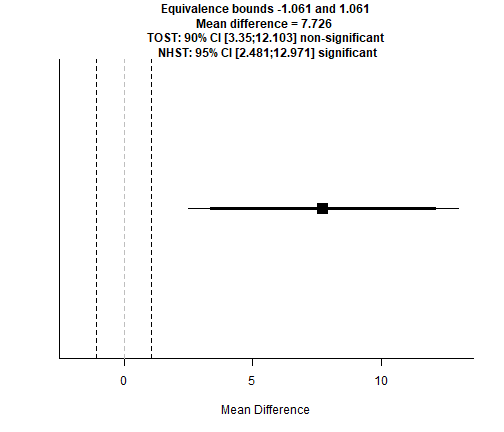 Equivalence bounds -1.061 and 1.061
Mean difference = 7.726
TOST: 90% CI [3.35;12.103] non-significant
NHST: 95% CI [2.481;12.971] significant
0 5 10
Mean Difference